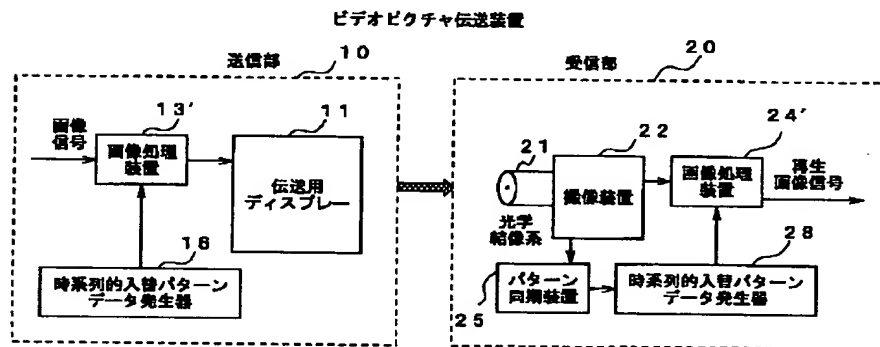 ビデオピクチャ伝送装置
送信部
10
受信部
20
画像
信号
13'
画像処理
装置
11
伝送用
ディスプレー
18
時系列的入替パターン
データ発生器
21
光学
結像系
22
撮像装置
24'
画像処理
装置
再生
画像信号
25
パターン
同期装置
28
時系列的入替パターン
データ発生器